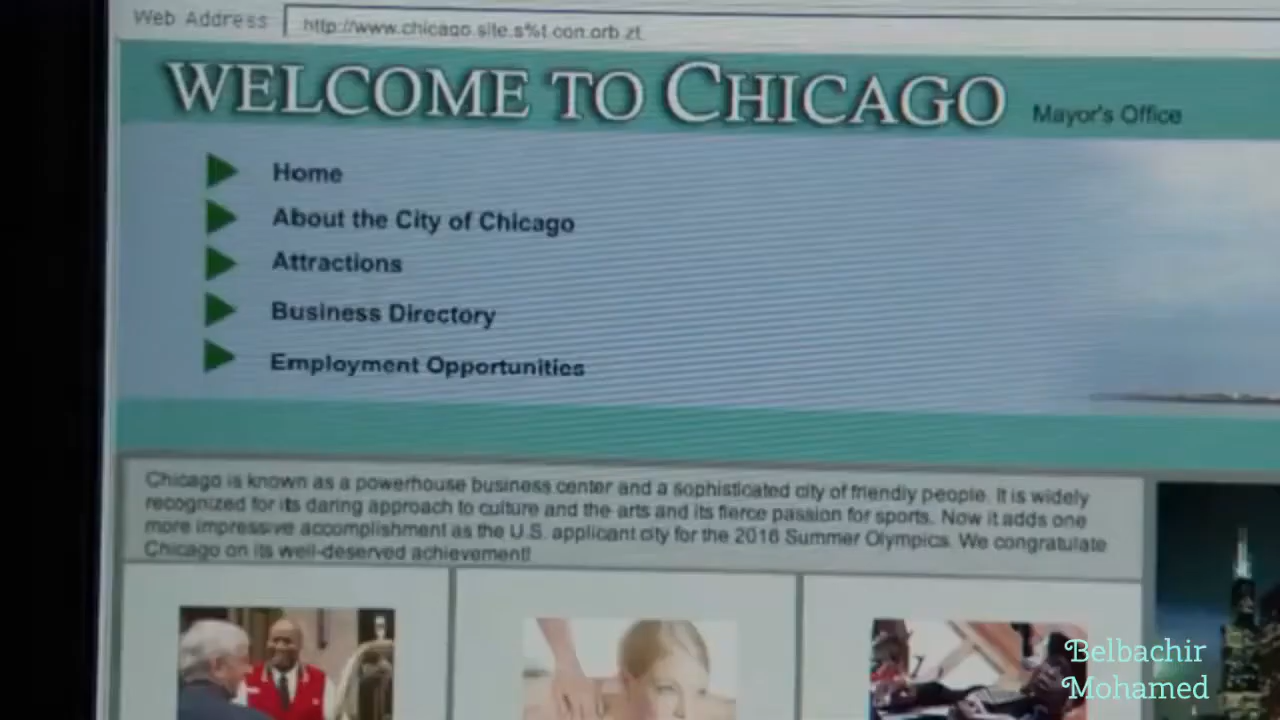 Web Address http://www.chicago.site.s%t.con.orb.zt
WELCOME TO CHICAGO Mayor's Office
Home
About the City of Chicago
Attractions
Business Directory
Employment Opportunities
Chicago is known as a powerhouse business center and a sophisticated city of friendly people. It is widely
recognized for its daring approach to culture and the arts and its fierce passion for sports. Now it adds one
more impressive accomplishment as the U.S. applicant city for the 2016 Summer Olympics. We congratulate
Chicago on its well-deserved achievement!
Belbachir
Mohamed